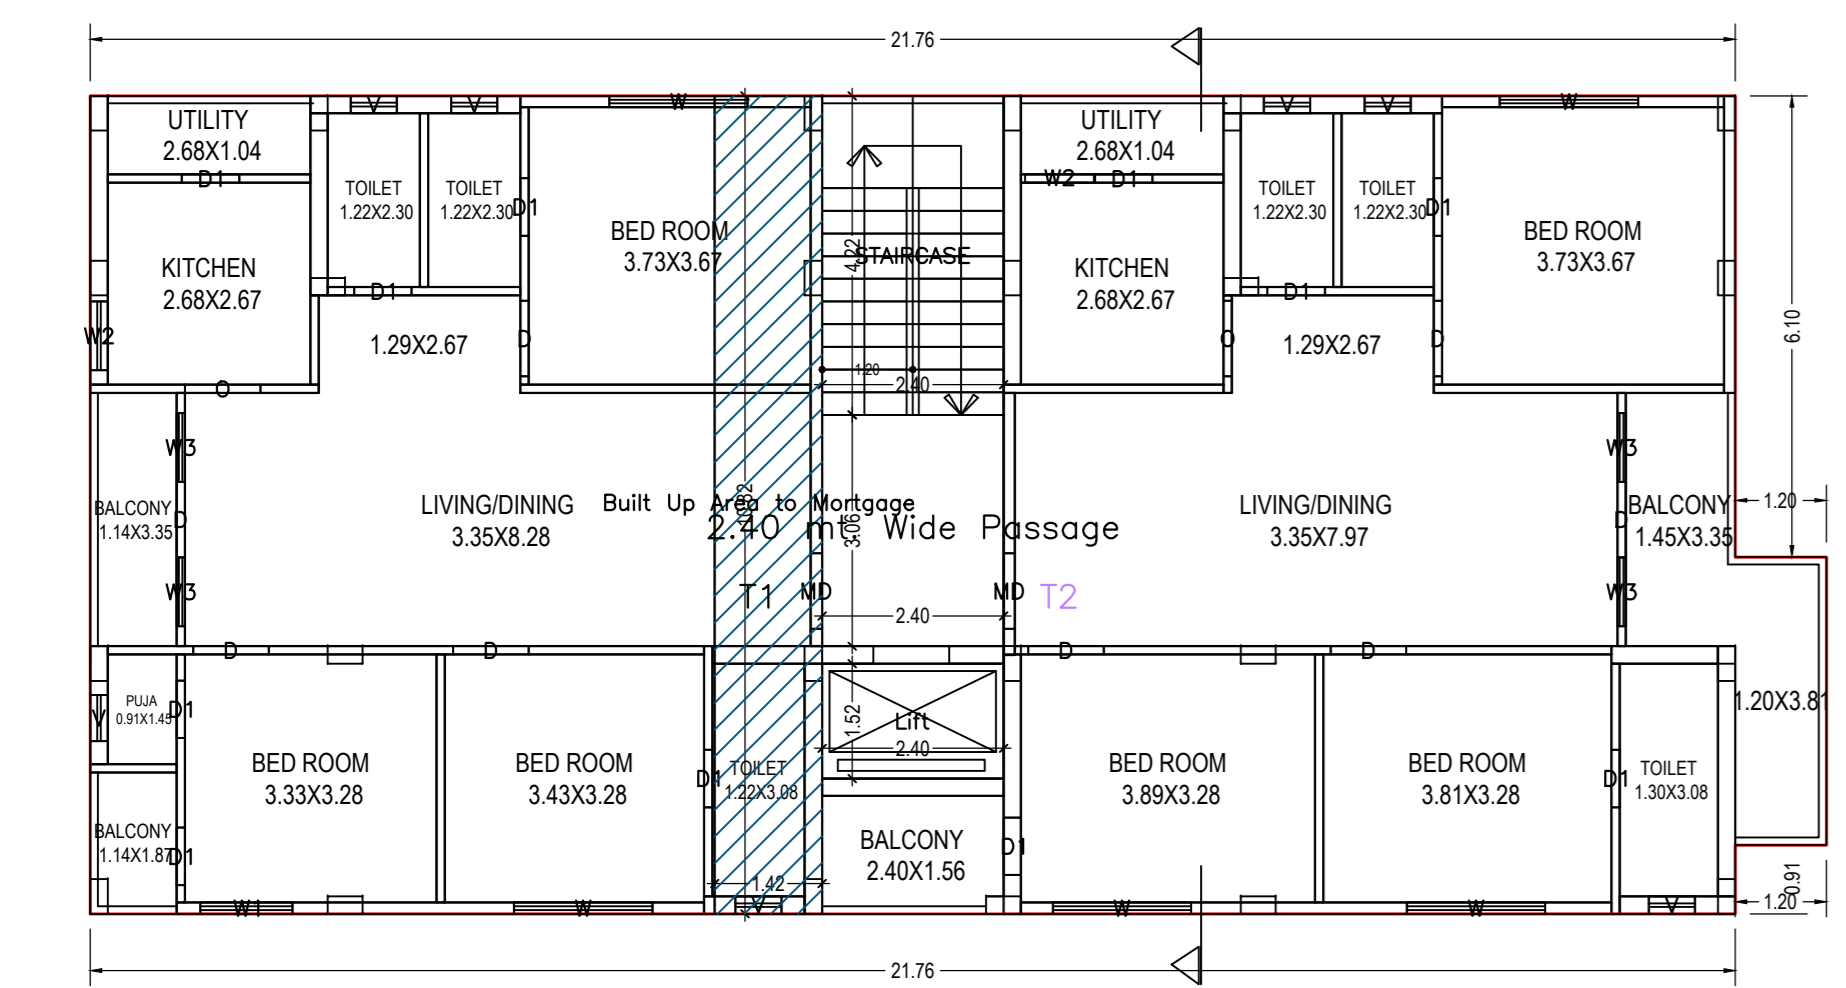 21.76
V
V
W
V
V
W
UTILITY
2.68X1.04
UTILITY
2.68X1.04
D1
W2
D1
TOILET
1.22X2.30
TOILET
1.22X2.30
D1
TOILET
1.22X2.30
TOILET
1.22X2.30
D1
BED ROOM
3.73X3.67
BED ROOM
3.73X3.67
STAIRCASE
4.22
KITCHEN
2.68X2.67
KITCHEN
2.68X2.67
D1
D1
6.10
W2
1.29X2.67
D
O
1.29X2.67
D
1.20
2.40
O
W3
W3
BALCONY
1.14X3.35
D
LIVING/DINING
3.35X8.28
Built Up Area to Mortgage
2.40 mt. Wide Passage
3.06
LIVING/DINING
3.35X7.97
D
BALCONY
1.45X3.35
1.20
W3
T1
MD
MD
T2
W3
2.40
D
D
D
D
PUJA
0.91X1.45
D1
V
1.52
Lift
2.40
1.20X3.81
BED ROOM
3.33X3.28
BED ROOM
3.43X3.28
D1
TOILET
1.22X3.08
BED ROOM
3.89X3.28
BED ROOM
3.81X3.28
D1
TOILET
1.30X3.08
BALCONY
1.14X1.87
D1
BALCONY
2.40X1.56
D1
1.42
0.91
1.20
W1
W
V
W
W
V
21.76